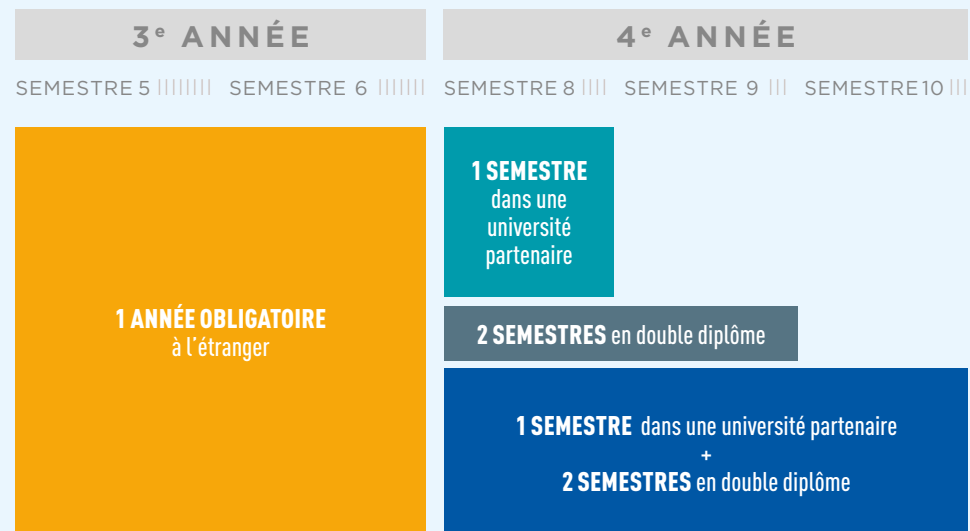 3e ANNÉE
4e ANNÉE
SEMESTRE 5 SEMESTRE 6 SEMESTRE 8 SEMESTRE 9 SEMESTRE 10
1 SEMESTRE
dans une
université
partenaire
1 ANNÉE OBLIGATOIRE
à l'étranger
2 SEMESTRES en double diplôme
1 SEMESTRE dans une université partenaire
+
2 SEMESTRES en double diplôme